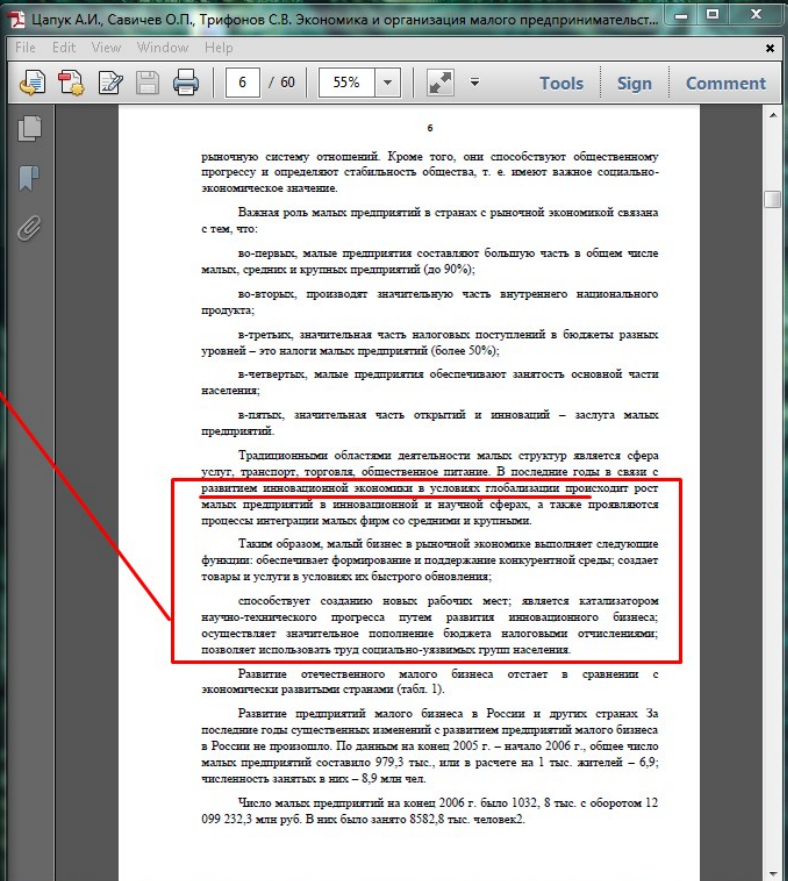 Цапук А.И., Савичев О.П., Трифонов С.В. Экономика и организация малого предпринимательст...
File Edit View Window Help
6 / 60 55% Tools Sign Comment
6
рыночную систему отношений. Кроме того, они способствуют общественному
прогрессу и определяют стабильность общества, т. е. имеют важное социально-
экономическое значение.
Важная роль малых предприятий в странах с рыночной экономикой связана
с тем, что:
во-первых, малые предприятия составляют большую часть в общем числе
малых, средних и крупных предприятий (до 90%);
во-вторых, производят значительную часть внутреннего национального
продукта;
в-третьих, значительная часть налоговых поступлений в бюджеты разных
уровней – это налоги малых предприятий (более 50%);
в-четвертых, малые предприятия обеспечивают занятость основной части
населения;
в-пятых, значительная часть открытий и инноваций – заслуга малых
предприятий.
Традиционными областями деятельности малых структур является сфера
услуг, транспорт, торговля, общественное питание. В последние годы в связи с
развитием инновационной экономики в условиях глобализации происходит рост
малых предприятий в инновационной и научной сферах, а также проявляются
процессы интеграции малых фирм со средними и крупными.
Таким образом, малый бизнес в рыночной экономике выполняет следующие
функции: обеспечивает формирование и поддержание конкурентной среды; создает
товары и услуги в условиях их быстрого обновления;
способствует созданию новых рабочих мест; является катализатором
научно-технического прогресса путем развития инновационного бизнеса;
осуществляет значительное пополнение бюджета налоговыми отчислениями;
позволяет использовать труд социально-уязвимых групп населения.
Развитие отечественного малого бизнеса отстает в сравнении с
экономически развитыми странами (табл. 1).
Развитие предприятий малого бизнеса в России и других странах За
последние годы существенных изменений с развитием предприятий малого бизнеса
в России не произошло. По данным на конец 2005 г. – начало 2006 г., общее число
малых предприятий составило 979,3 тыс., или в расчете на 1 тыс. жителей – 6,9;
численность занятых в них – 8,9 млн чел.
Число малых предприятий на конец 2006 г. было 1032, 8 тыс. с оборотом 12
099 232,3 млн руб. В них было занято 8582,8 тыс. человек2.